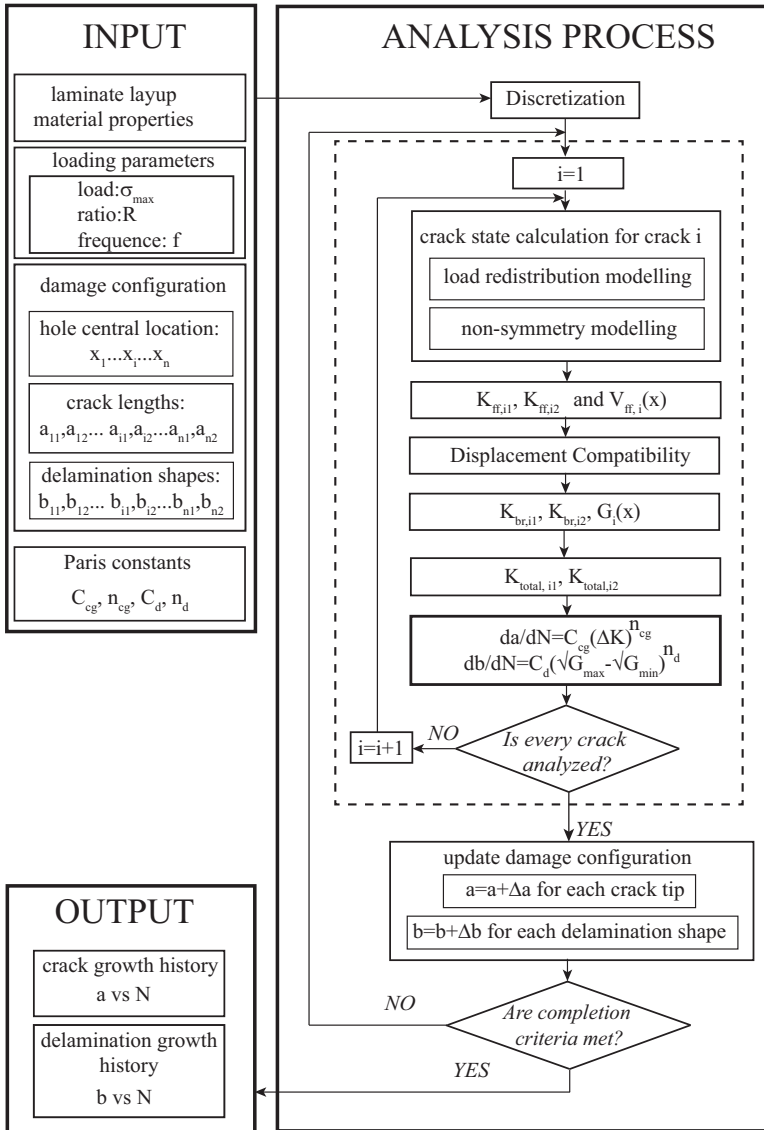 INPUT
laminate layup
material properties
loading parameters
load:σmax
ratio:R
frequence: f
damage configuration
hole central location:
x1...xi...xn
crack lengths:
a11,a12... ai1,ai2...an1,an2
delamination shapes:
b11,b12... bi1,bi2...bn1,bn2
Paris constants
Ccg, ncg, Cd, nd
OUTPUT
crack growth history
a vs N
delamination growth
history
b vs N
ANALYSIS PROCESS
Discretization
i=1
crack state calculation for crack i
load redistribution modelling
non-symmetry modelling
Kff,i1, Kff,i2 and Vff, i(x)
Displacement Compatibility
Kbr,i1, Kbr,i2, Gi(x)
Ktotal, i1, Ktotal,i2
da/dN=Ccg(ΔK)ncg
db/dN=Cd(√Gmax-√Gmin)nd
Is every crack
analyzed?
NO
i=i+1
YES
update damage configuration
a=a+Δa for each crack tip
b=b+Δb for each delamination shape
Are completion
criteria met?
NO
YES